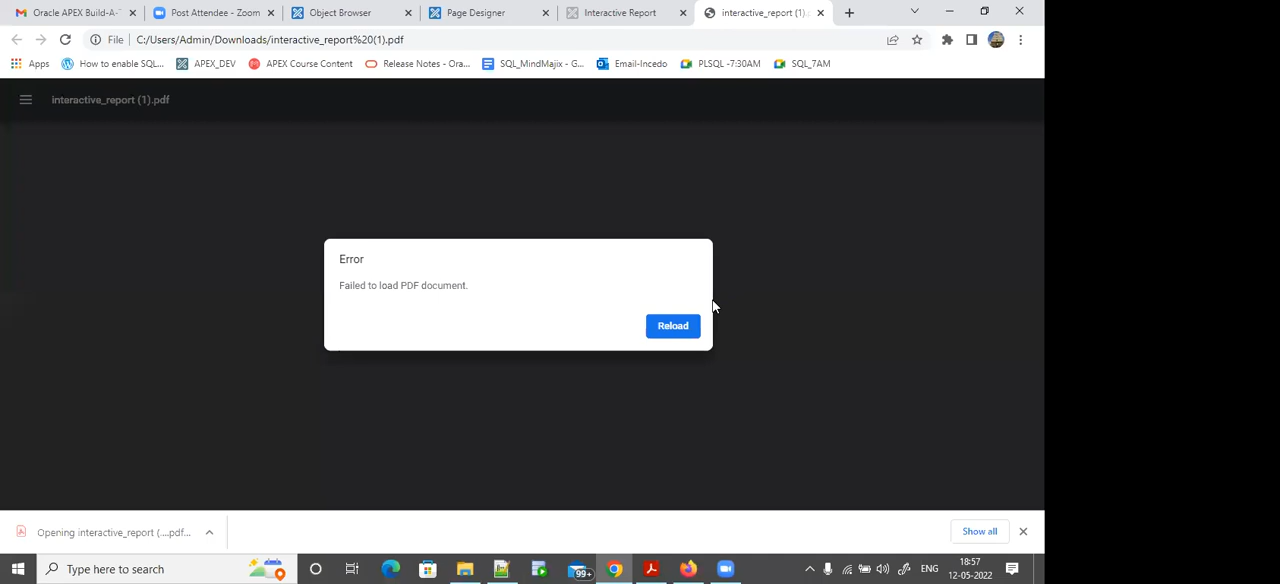 Oracle APEX Build-A-
Post Attendee - Zoom
Object Browser
Page Designer
Interactive Report
interactive_report (1).
File
C:/Users/Admin/Downloads/interactive_report%20(1).pdf
Apps
How to enable SQL...
APEX_DEV
APEX Course Content
Release Notes - Ora...
SQL_MindMajix - G...
Email-Incedo
PLSQL -7:30AM
SQL_7AM
interactive_report (1).pdf
Error
Failed to load PDF document.
Reload
Opening interactive_report (....pdf...
Show all
Type here to search
99+
ENG
18:57
12-05-2022